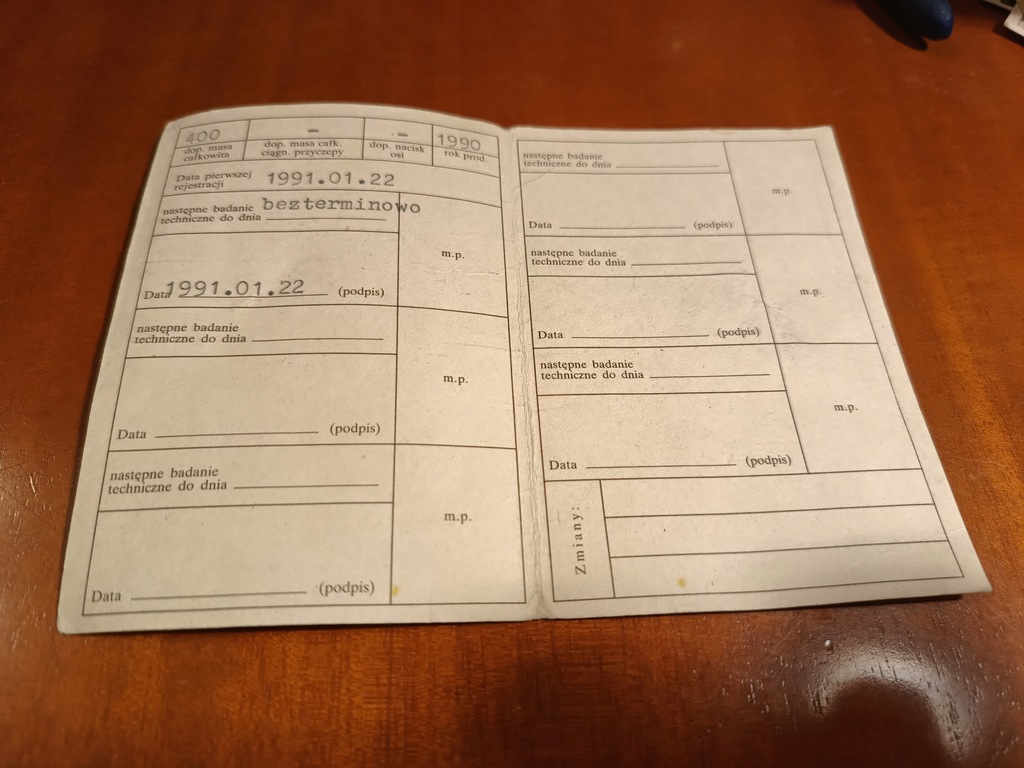 400 – – 1990
dop. masa całkowita dop. masa całk. ciągn. przyczepy dop. nacisk osi rok prod.
Data pierwszej rejestracji 1991.01.22
następne badanie techniczne do dnia bezterminowo
m.p.
Data 1991.01.22 (podpis)
następne badanie
techniczne do dnia
m.p.
Data (podpis)
następne badanie
techniczne do dnia
m.p.
Data (podpis)
następne badanie
techniczne do dnia
m.p.
Data (podpis)
następne badanie
techniczne do dnia
m.p.
Data (podpis)
następne badanie
techniczne do dnia
m.p.
Data (podpis)
Zmiany: